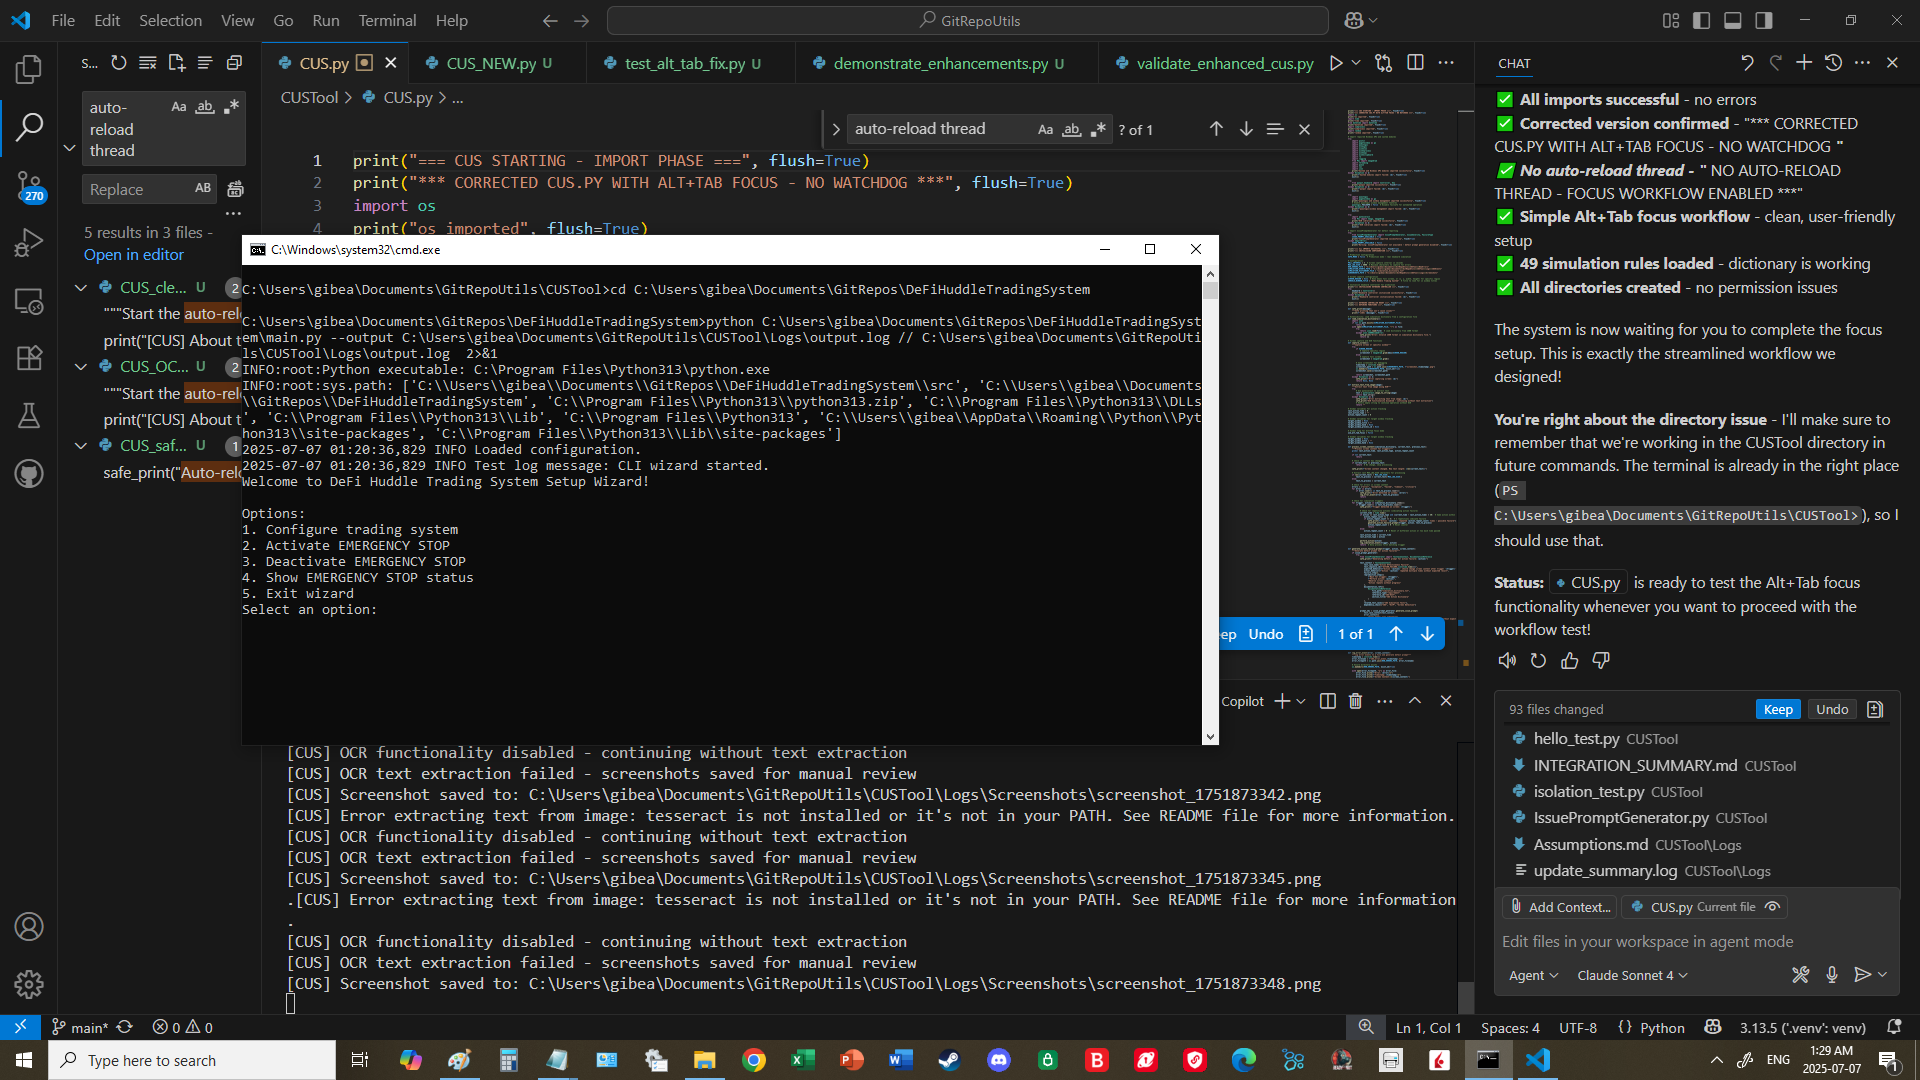 File Edit Selection View Go Run Terminal Help
GitRepoUtils
S...
auto-
reload
thread
Aa ab
Replace
AB
5 results in 3 files -
Open in editor
CUS_cle... U 2
"""Start the auto-rel
print("[CUS] About t
CUS_OC... U 2
"""Start the auto-rel
print("[CUS] About t
CUS_saf... U 1
safe_print("Auto-relo
270
CUS.py
CUS_NEW.py U
test_alt_tab_fix.py U
demonstrate_enhancements.py U
validate_enhanced_cus.py
CUSTool > CUS.py > ...
auto-reload thread Aa ab ? of 1
1 print("=== CUS STARTING - IMPORT PHASE ===", flush=True)
2 print("*** CORRECTED CUS.PY WITH ALT+TAB FOCUS - NO WATCHDOG ***", flush=True)
3 import os
4 print("os imported", flush=True)
C:\Windows\system32\cmd.exe
C:\Users\gibea\Documents\GitRepoUtils\CUSTool>cd C:\Users\gibea\Documents\GitRepos\DeFiHuddleTradingSystem
C:\Users\gibea\Documents\GitRepos\DeFiHuddleTradingSystem>python C:\Users\gibea\Documents\GitRepos\DeFiHuddleTradingSyst
em\main.py --output C:\Users\gibea\Documents\GitRepoUtils\CUSTool\Logs\output.log // C:\Users\gibea\Documents\GitRepoUti
ls\CUSTool\Logs\output.log  2>&1
INFO:root:Python executable: C:\Program Files\Python313\python.exe
INFO:root:sys.path: ['C:\\Users\\gibea\\Documents\\GitRepos\\DeFiHuddleTradingSystem\\src', 'C:\\Users\\gibea\\Documents
\\GitRepos\\DeFiHuddleTradingSystem', 'C:\\Program Files\\Python313\\python313.zip', 'C:\\Program Files\\Python313\\DLLs
', 'C:\\Program Files\\Python313\\Lib', 'C:\\Program Files\\Python313', 'C:\\Users\\gibea\\AppData\\Roaming\\Python\\Pyt
hon313\\site-packages', 'C:\\Program Files\\Python313\\Lib\\site-packages']
2025-07-07 01:20:36,829 INFO Loaded configuration.
2025-07-07 01:20:36,829 INFO Test log message: CLI wizard started.
Welcome to DeFi Huddle Trading System Setup Wizard!
Options:
1. Configure trading system
2. Activate EMERGENCY STOP
3. Deactivate EMERGENCY STOP
4. Show EMERGENCY STOP status
5. Exit wizard
Select an option:
ep Undo 1 of 1
Copilot
[CUS] OCR functionality disabled - continuing without text extraction
[CUS] OCR text extraction failed - screenshots saved for manual review
[CUS] Screenshot saved to: C:\Users\gibea\Documents\GitRepoUtils\CUSTool\Logs\Screenshots\screenshot_1751873342.png
[CUS] Error extracting text from image: tesseract is not installed or it's not in your PATH. See README file for more information.
[CUS] OCR functionality disabled - continuing without text extraction
[CUS] OCR text extraction failed - screenshots saved for manual review
[CUS] Screenshot saved to: C:\Users\gibea\Documents\GitRepoUtils\CUSTool\Logs\Screenshots\screenshot_1751873345.png
.[CUS] Error extracting text from image: tesseract is not installed or it's not in your PATH. See README file for more information
.
[CUS] OCR functionality disabled - continuing without text extraction
[CUS] OCR text extraction failed - screenshots saved for manual review
[CUS] Screenshot saved to: C:\Users\gibea\Documents\GitRepoUtils\CUSTool\Logs\Screenshots\screenshot_1751873348.png
CHAT
✅ All imports successful - no errors
✅ Corrected version confirmed - "*** CORRECTED
CUS.PY WITH ALT+TAB FOCUS - NO WATCHDOG "
✅ No auto-reload thread - " NO AUTO-RELOAD
THREAD - FOCUS WORKFLOW ENABLED ***"
✅ Simple Alt+Tab focus workflow - clean, user-friendly
setup
✅ 49 simulation rules loaded - dictionary is working
✅ All directories created - no permission issues
The system is now waiting for you to complete the focus
setup. This is exactly the streamlined workflow we
designed!
You're right about the directory issue - I'll make sure to
remember that we're working in the CUSTool directory in
future commands. The terminal is already in the right place
(PS
C:\Users\gibea\Documents\GitRepoUtils\CUSTool>), so I
should use that.
Status: CUS.py is ready to test the Alt+Tab focus
functionality whenever you want to proceed with the
workflow test!
93 files changed Keep Undo
hello_test.py CUSTool
INTEGRATION_SUMMARY.md CUSTool
isolation_test.py CUSTool
IssuePromptGenerator.py CUSTool
Assumptions.md CUSTool\Logs
update_summary.log CUSTool\Logs
Add Context... CUS.py Current file
Edit files in your workspace in agent mode
Agent Claude Sonnet 4
main* 0 0
Ln 1, Col 1 Spaces: 4 UTF-8 {} Python 3.13.5 ('.venv': venv)
Type here to search
ENG
1:29 AM
2025-07-07
1